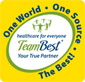 One World • One Source
healthcare for everyone
TeamBest®
Your True Partner
The Best! •